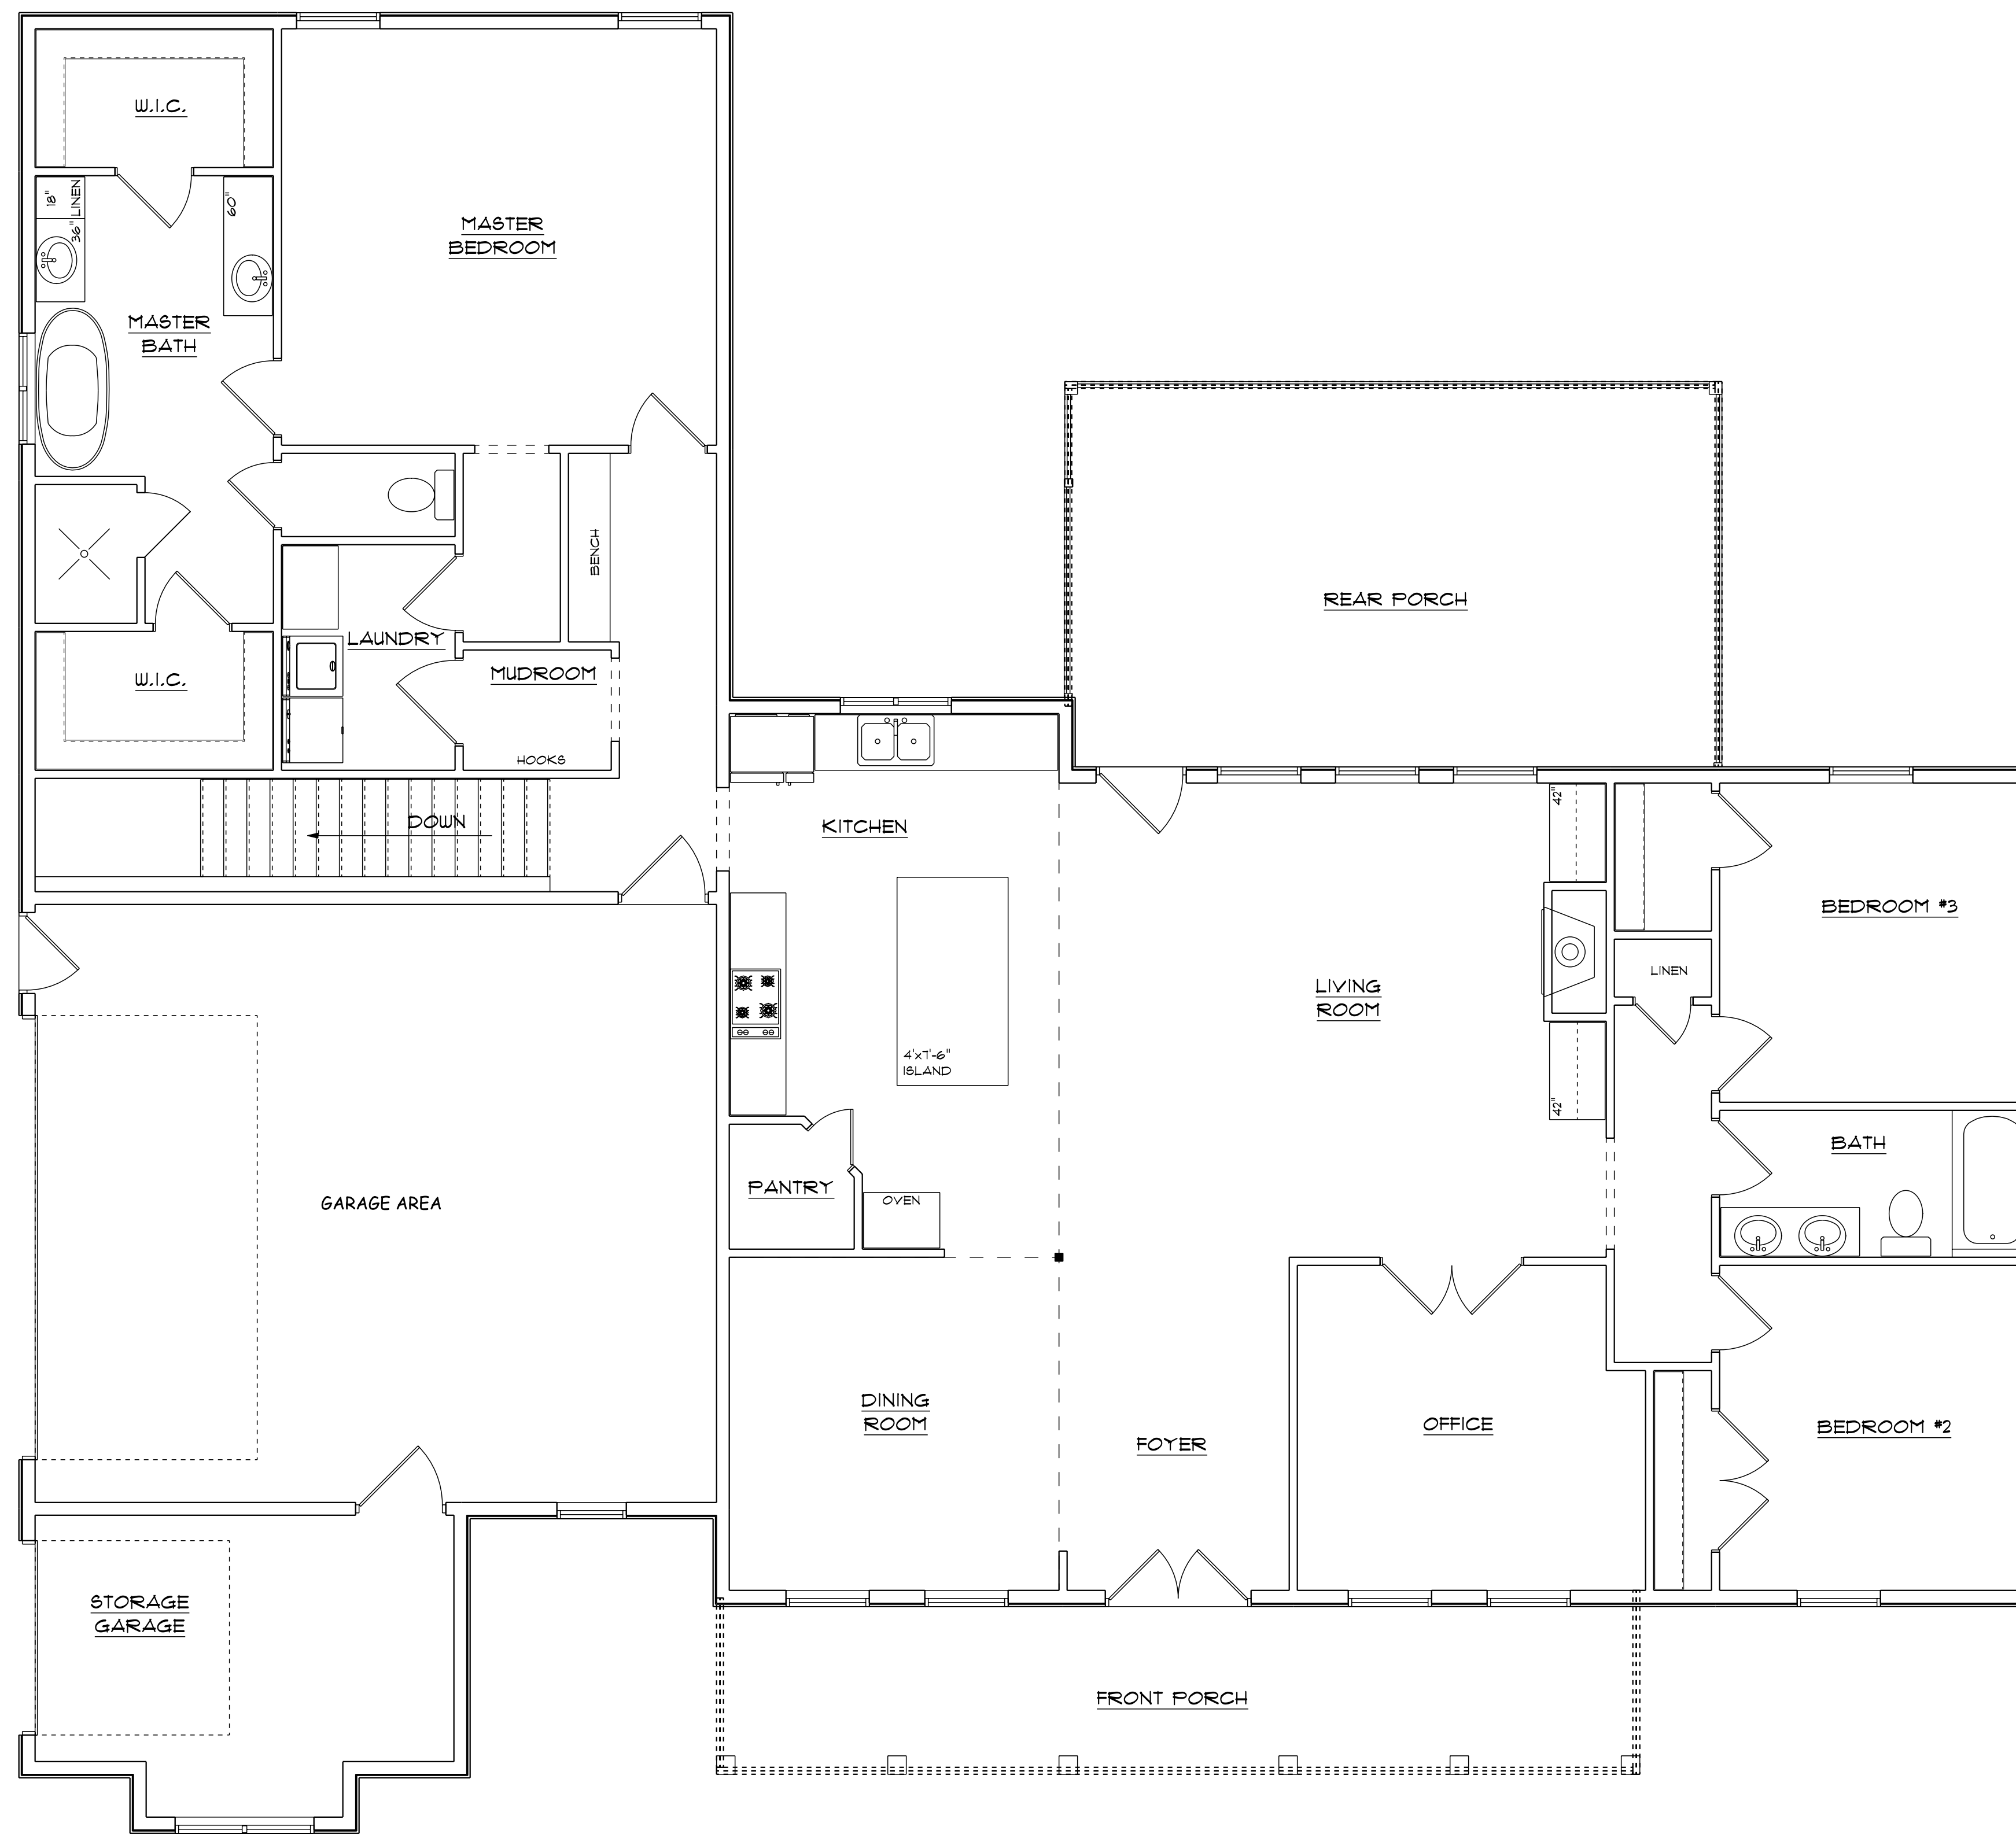 W.I.C.
18"
LINEN
36"
60"
MASTER
BEDROOM
MASTER
BATH
BENCH
REAR PORCH
LAUNDRY
MUDROOM
W.I.C.
HOOKS
DOWN
KITCHEN
42"
BEDROOM #3
LINEN
LIVING
ROOM
4'x7'-6"
ISLAND
42"
BATH
PANTRY
OVEN
GARAGE AREA
DINING
ROOM
FOYER
OFFICE
BEDROOM #2
STORAGE
GARAGE
FRONT PORCH